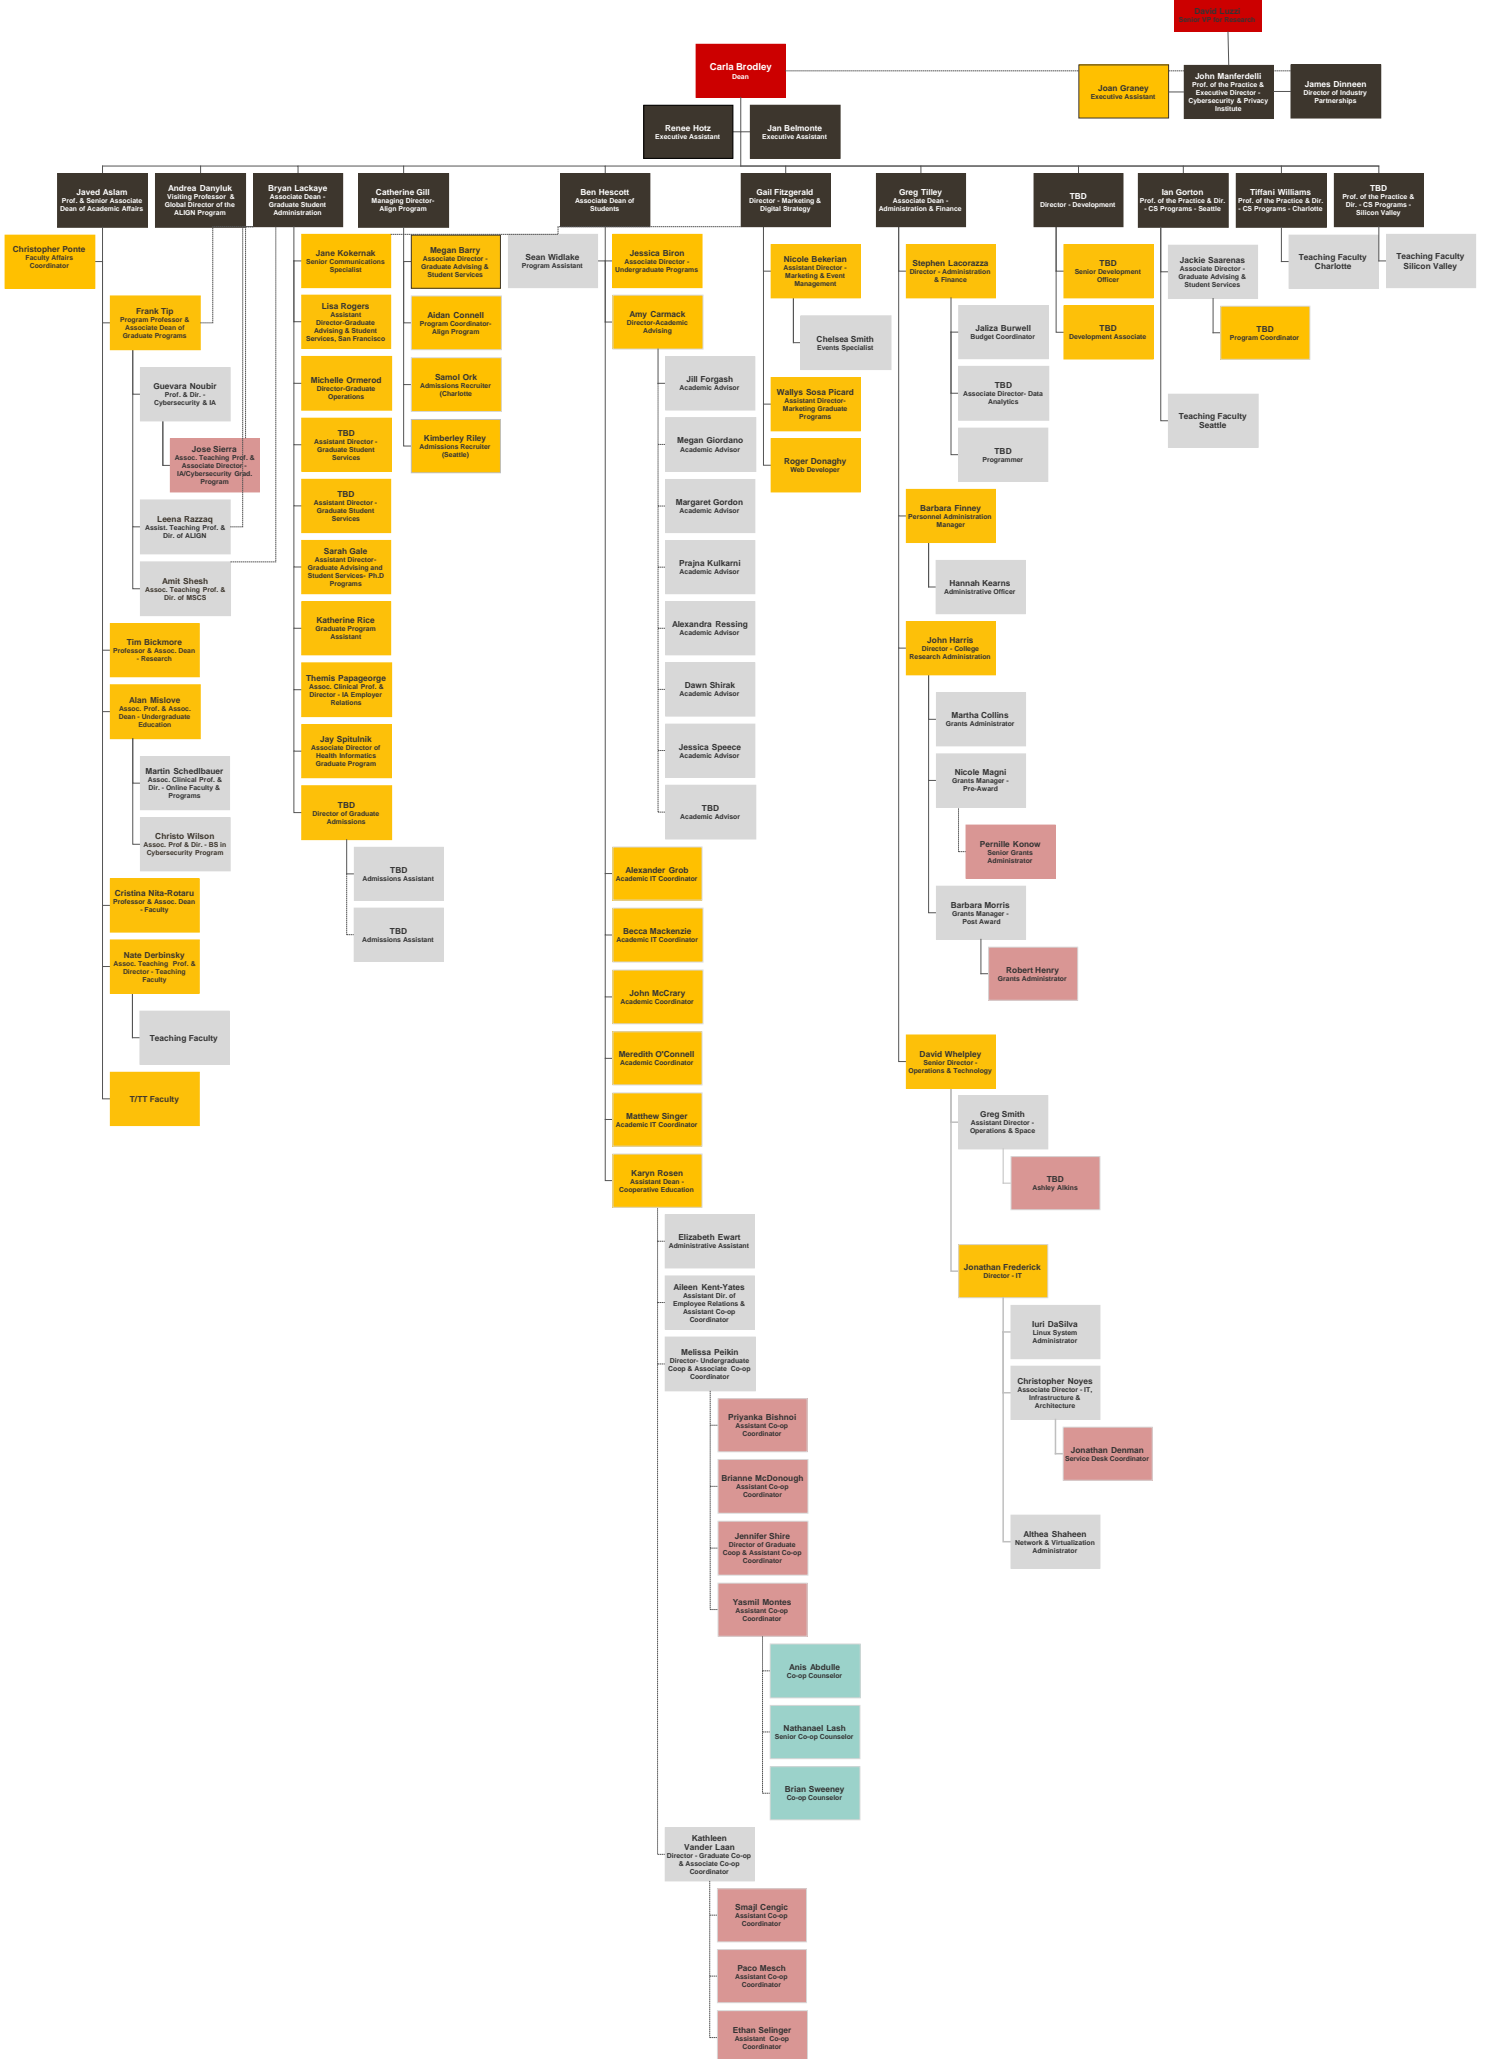 Carla Brodley
Dean
Joan Graney
Executive Assistant
John Manferdelli
Prof. of the Practice &
Executive Director -
Cybersecurity & Privacy
Institute
James Dinneen
Director of Industry
Partnerships
Renee Hotz
Executive Assistant
Jan Belmonte
Executive Assistant
Javed Aslam
Prof. & Senior Associate
Dean of Academic Affairs
Andrea Danyluk
Visiting Professor &
Global Director of the
ALIGN Program
Bryan Lackaye
Associate Dean -
Graduate Student
Administration
Catherine Gill
Managing Director-
Align Program
Ben Hescott
Associate Dean of
Students
Gail Fitzgerald
Director - Marketing &
Digital Strategy
Greg Tilley
Associate Dean -
Administration & Finance
TBD
Director - Development
Ian Gorton
Prof. of the Practice & Dir.
- CS Programs - Seattle
Tiffani Williams
Prof. of the Practice & Dir.
- CS Programs - Charlotte
TBD
Prof. of the Practice &
Dir. - CS Programs -
Silicon Valley
Christopher Ponte
Faculty Affairs
Coordinator
Frank Tip
Program Professor &
Associate Dean of
Graduate Programs
Guevara Noubir
Prof. & Dir. -
Cybersecurity & IA
Jose Sierra
Assoc. Teaching Prof. &
Associate Director -
IA/Cybersecurity Grad.
Program
Leena Razzaq
Assist. Teaching Prof. &
Dir. of ALIGN
Amit Shesh
Assoc. Teaching Prof. &
Dir. of MSCS
Tim Bickmore
Professor & Assoc. Dean
- Research
Alan Mislove
Assoc. Prof. & Assoc.
Dean - Undergraduate
Education
Martin Schedlbauer
Assoc. Clinical Prof. &
Dir. - Online Faculty &
Programs
Christo Wilson
Assoc. Prof & Dir. - BS in
Cybersecurity Program
Cristina Nita-Rotaru
Professor & Assoc. Dean
- Faculty
Nate Derbinsky
Assoc. Teaching Prof. &
Director - Teaching
Faculty
Teaching Faculty
T/TT Faculty
Jane Kokernak
Senior Communications
Specialist
Lisa Rogers
Assistant
Director-Graduate
Advising & Student
Services, San Francisco
Michelle Ormerod
Director-Graduate
Operations
TBD
Assistant Director -
Graduate Student
Services
TBD
Assistant Director -
Graduate Student
Services
Sarah Gale
Assistant Director-
Graduate Advising and
Student Services- Ph.D
Programs
Katherine Rice
Graduate Program
Assistant
Themis Papageorge
Assoc. Clinical Prof. &
Director - IA Employer
Relations
Jay Spitulnik
Associate Director of
Health Informatics
Graduate Program
TBD
Director of Graduate
Admissions
TBD
Admissions Assistant
TBD
Admissions Assistant
Megan Barry
Associate Director -
Graduate Advising &
Student Services
Aidan Connell
Program Coordinator-
Align Program
Samol Ork
Admissions Recruiter
(Charlotte
Kimberley Riley
Admissions Recruiter
(Seattle)
Sean Widlake
Program Assistant
Jessica Biron
Associate Director -
Undergraduate Programs
Amy Carmack
Director-Academic
Advising
Jill Forgash
Academic Advisor
Megan Giordano
Academic Advisor
Margaret Gordon
Academic Advisor
Prajna Kulkarni
Academic Advisor
Alexandra Ressing
Academic Advisor
Dawn Shirak
Academic Advisor
Jessica Speece
Academic Advisor
TBD
Academic Advisor
Alexander Grob
Academic IT Coordinator
Becca Mackenzie
Academic IT Coordinator
John McCrary
Academic Coordinator
Meredith O'Connell
Academic Coordinator
Matthew Singer
Academic IT Coordinator
Karyn Rosen
Assistant Dean -
Cooperative Education
Elizabeth Ewart
Administrative Assistant
Aileen Kent-Yates
Assistant Dir. of
Employee Relations &
Assistant Co-op
Coordinator
Melissa Peikin
Director- Undergraduate
Coop & Associate Co-op
Coordinator
Priyanka Bishnoi
Assistant Co-op
Coordinator
Brianne McDonough
Assistant Co-op
Coordinator
Jennifer Shire
Director of Graduate
Coop & Assistant Co-op
Coordinator
Yasmil Montes
Assistant Co-op
Coordinator
Anis Abdulle
Co-op Counselor
Nathanael Lash
Senior Co-op Counselor
Brian Sweeney
Co-op Counselor
Kathleen
Vander Laan
Director - Graduate Co-op
& Associate Co-op
Coordinator
Smajl Cengic
Assistant Co-op
Coordinator
Paco Mesch
Assistant Co-op
Coordinator
Ethan Selinger
Assistant Co-op
Coordinator
Nicole Bekerian
Assistant Director -
Marketing & Event
Management
Chelsea Smith
Events Specialist
Wallys Sosa Picard
Assistant Director-
Marketing Graduate
Programs
Roger Donaghy
Web Developer
Stephen Lacorazza
Director - Administration
& Finance
Jaliza Burwell
Budget Coordinator
TBD
Associate Director- Data
Analytics
TBD
Programmer
Barbara Finney
Personnel Administration
Manager
Hannah Kearns
Administrative Officer
John Harris
Director - College
Research Administration
Martha Collins
Grants Administrator
Nicole Magni
Grants Manager -
Pre-Award
Pernille Konow
Senior Grants
Administrator
Barbara Morris
Grants Manager -
Post Award
Robert Henry
Grants Administrator
David Whelpley
Senior Director -
Operations & Technology
Greg Smith
Assistant Director -
Operations & Space
TBD
Ashley Alkins
Jonathan Frederick
Director - IT
Iuri DaSilva
Linux System
Administrator
Christopher Noyes
Associate Director - IT,
Infrastructure &
Architecture
Jonathan Denman
Service Desk Coordinator
Althea Shaheen
Network & Virtualization
Administrator
TBD
Senior Development
Officer
TBD
Development Associate
Jackie Saarenas
Associate Director -
Graduate Advising &
Student Services
TBD
Program Coordinator
Teaching Faculty
Seattle
Teaching Faculty
Charlotte
Teaching Faculty
Silicon Valley